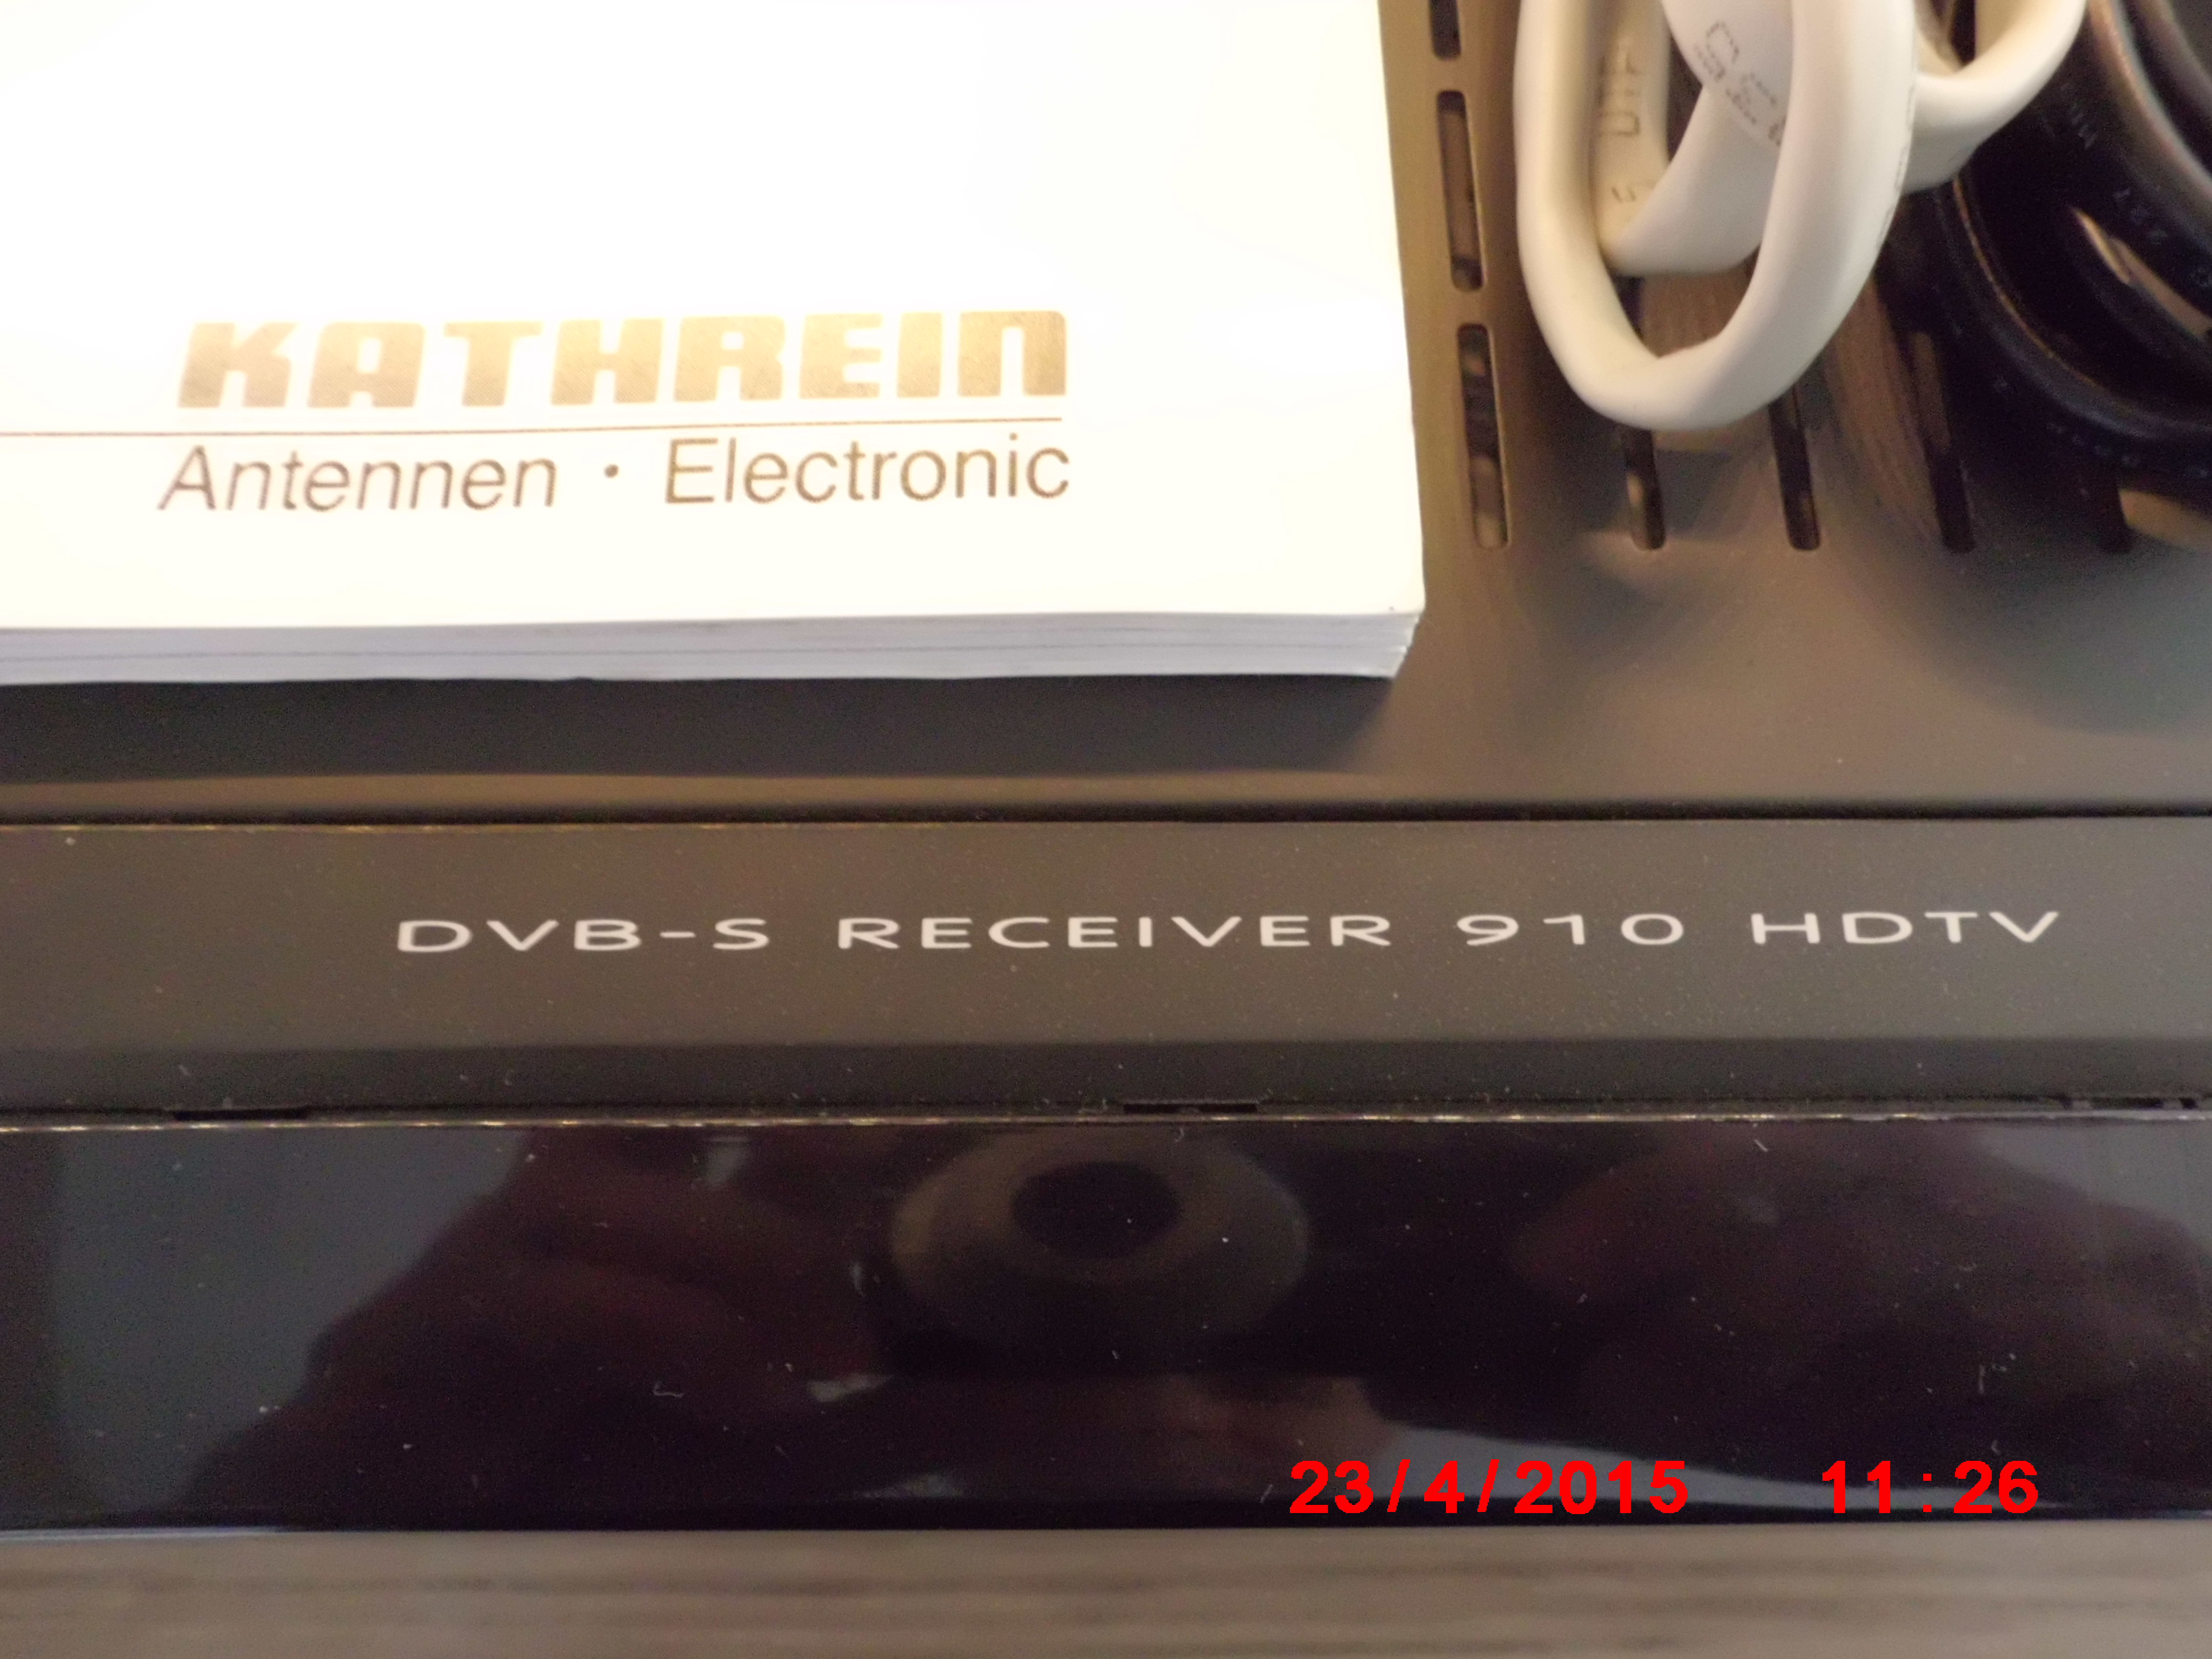 KATHREIN
Antennen · Electronic
DVB-S RECEIVER 910 HDTV
23/4/2015 11:26